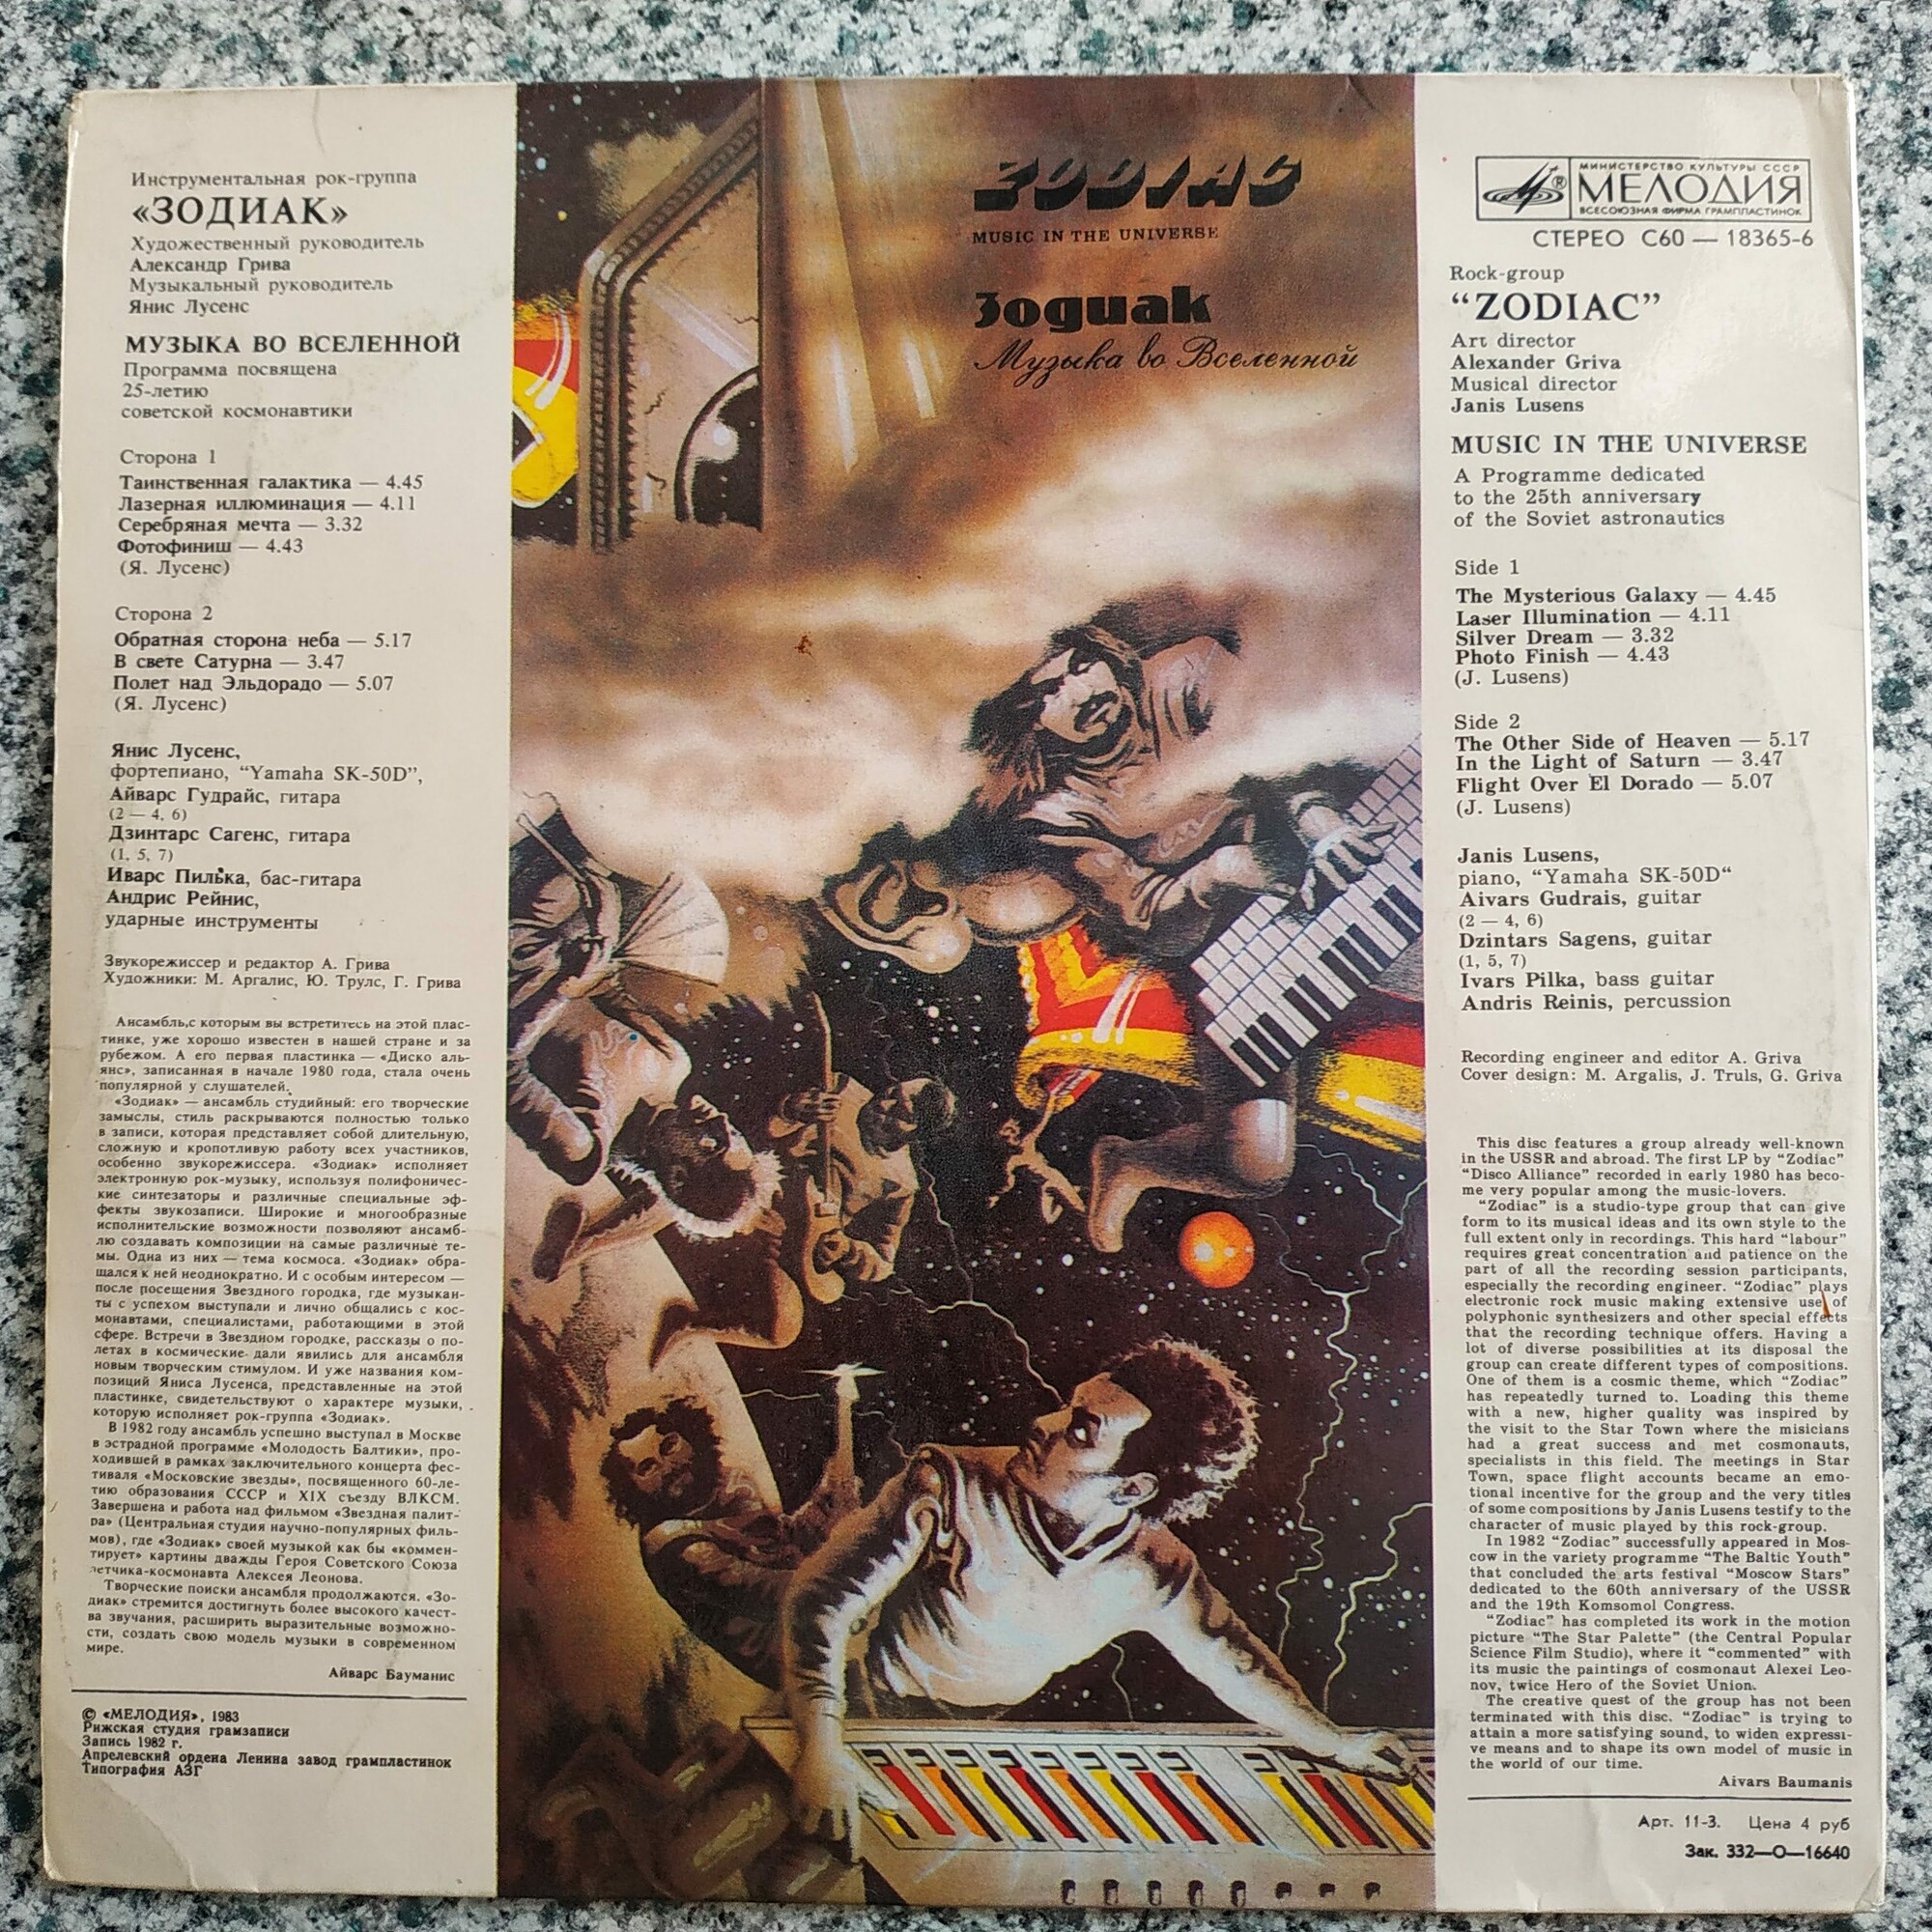 Инструментальная рок-группа
«ЗОДИАК»
Художественный руководитель
Александр Грива
Музыкальный руководитель
Янис Лусенс
МУЗЫКА ВО ВСЕЛЕННОЙ
Программа посвящена
25-летию
советской космонавтики
Сторона 1
Таинственная галактика — 4.45
Лазерная иллюминация — 4.11
Серебряная мечта — 3.32
Фотофиниш — 4.43
(Я. Лусенс)
Сторона 2
Обратная сторона неба — 5.17
В свете Сатурна — 3.47
Полет над Эльдорадо — 5.07
(Я. Лусенс)
Янис Лусенс,
фортепиано, “Yamaha SK-50D”,
Айварс Гудрайс, гитара
(2 — 4, 6)
Дзинтарс Сагенс, гитара
(1, 5, 7)
Иварс Пилька, бас-гитара
Андрис Рейнис,
ударные инструменты
Звукорежиссер и редактор А. Грива
Художники: М. Аргалис, Ю. Трулс, Г. Грива
Ансамбль,с которым вы встретитесь на этой плас-
тинке, уже хорошо известен в нашей стране и за
рубежом. А его первая пластинка — «Диско аль-
янс», записанная в начале 1980 года, стала очень
популярной у слушателей.
«Зодиак» — ансамбль студийный: его творческие
замыслы, стиль раскрываются полностью только
в записи, которая представляет собой длительную,
сложную и кропотливую работу всех участников,
особенно звукорежиссера. «Зодиак» исполняет
электронную рок-музыку, используя полифоничес-
кие синтезаторы и различные специальные эф-
фекты звукозаписи. Широкие и многообразные
исполнительские возможности позволяют ансамб-
лю создавать композиции на самые различные те-
мы. Одна из них — тема космоса. «Зодиак» обра-
щался к ней неоднократно. И с особым интересом —
после посещения Звездного городка, где музыкан-
ты с успехом выступали и лично общались с кос-
монавтами, специалистами, работающими в этой
сфере. Встречи в Звездном городке, рассказы о по-
летах в космические дали явились для ансамбля
новым творческим стимулом. И уже названия ком-
позиций Яниса Лусенса, представленные на этой
пластинке, свидетельствуют о характере музыки,
которую исполняет рок-группа «Зодиак».
В 1982 году ансамбль успешно выступал в Москве
в эстрадной программе «Молодость Балтики», про-
ходившей в рамках заключительного концерта фес-
тиваля «Московские звезды», посвященного 60-ле-
тию образования СССР и XIX съезду ВЛКСМ.
Завершена и работа над фильмом «Звездная палит-
ра» (Центральная студия научно-популярных филь-
мов), где «Зодиак» своей музыкой как бы «коммен-
тирует» картины дважды Героя Советского Союза
летчика-космонавта Алексея Леонова.
Творческие поиски ансамбля продолжаются. «Зо-
диак» стремится достигнуть более высокого качест-
ва звучания, расширить выразительные возможно-
сти, создать свою модель музыки в современном
мире.
Айварс Бауманис
© «МЕЛОДИЯ», 1983
Рижская студия грамзаписи
Запись 1982 г.
Апрелевский ордена Ленина завод грампластинок
Типография АЗГ
ZODIAC
MUSIC IN THE UNIVERSE
Зодиак
Музыка во Вселенной
МИНИСТЕРСТВО КУЛЬТУРЫ СССР
МЕЛОДИЯ
ВСЕСОЮЗНАЯ ФИРМА ГРАМПЛАСТИНОК
СТЕРЕО С60 — 18365-6
Rock-group
“ZODIAC”
Art director
Alexander Griva
Musical director
Janis Lusens
MUSIC IN THE UNIVERSE
A Programme dedicated
to the 25th anniversary
of the Soviet astronautics
Side 1
The Mysterious Galaxy — 4.45
Laser Illumination — 4.11
Silver Dream — 3.32
Photo Finish — 4.43
(J. Lusens)
Side 2
The Other Side of Heaven — 5.17
In the Light of Saturn — 3.47
Flight Over El Dorado — 5.07
(J. Lusens)
Janis Lusens,
piano, “Yamaha SK-50D“
Aivars Gudrais, guitar
(2 — 4, 6)
Dzintars Sagens, guitar
(1, 5, 7)
Ivars Pilka, bass guitar
Andris Reinis, percussion
Recording engineer and editor A. Griva
Cover design: M. Argalis, J. Truls, G. Griva
This disc features a group already well-known
in the USSR and abroad. The first LP by “Zodiac”
“Disco Alliance” recorded in early 1980 has beco-
me very popular among the music-lovers.
“Zodiac” is a studio-type group that can give
form to its musical ideas and its own style to the
full extent only in recordings. This hard “labour”
requires great concentration and patience on the
part of all the recording session participants,
especially the recording engineer. “Zodiac” plays
electronic rock music making extensive use of
polyphonic synthesizers and other special effects
that the recording technique offers. Having a
lot of diverse possibilities at its disposal the
group can create different types of compositions.
One of them is a cosmic theme, which “Zodiac”
has repeatedly turned to. Loading this theme
with a new, higher quality was inspired by
the visit to the Star Town where the misicians
had a great success and met cosmonauts,
specialists in this field. The meetings in Star
Town, space flight accounts became an emo-
tional incentive for the group and the very titles
of some compositions by Janis Lusens testify to the
character of music played by this rock-group.
In 1982 “Zodiac” successfully appeared in Mos-
cow in the variety programme “The Baltic Youth”
that concluded the arts festival “Moscow Stars”
dedicated to the 60th anniversary of the USSR
and the 19th Komsomol Congress.
“Zodiac” has completed its work in the motion
picture “The Star Palette” (the Central Popular
Science Film Studio), where it “commented” with
its music the paintings of cosmonaut Alexei Leo-
nov, twice Hero of the Soviet Union.
The creative quest of the group has not been
terminated with this disc. “Zodiac” is trying to
attain a more satisfying sound, to widen expressi-
ve means and to shape its own model of music in
the world of our time.
Aivars Baumanis
Арт. 11-3. Цена 4 руб
Зак. 332—О—16640